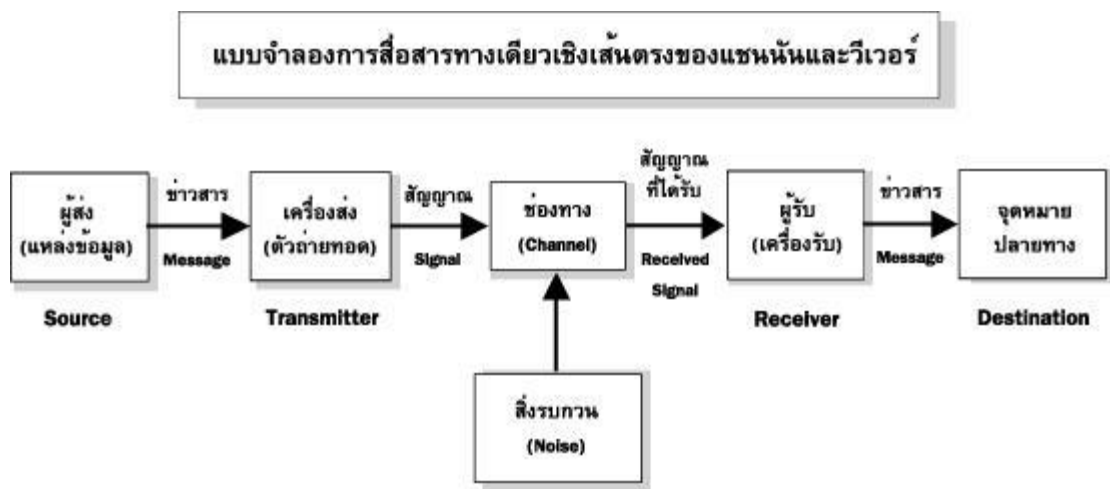 แบบจำลองการสื่อสารทางเดียวเชิงเส้นตรงของแชนนันและวีเวอร์
ผู้ส่ง
(แหล่งข้อมูล)
Source
ข่าวสาร
Message
เครื่องส่ง
(ตัวถ่ายทอด)
Transmitter
สัญญาณ
Signal
ช่องทาง
(Channel)
สัญญาณ
ที่ได้รับ
Received
Signal
ผู้รับ
(เครื่องรับ)
Receiver
ข่าวสาร
Message
จุดหมาย
ปลายทาง
Destination
สิ่งรบกวน
(Noise)